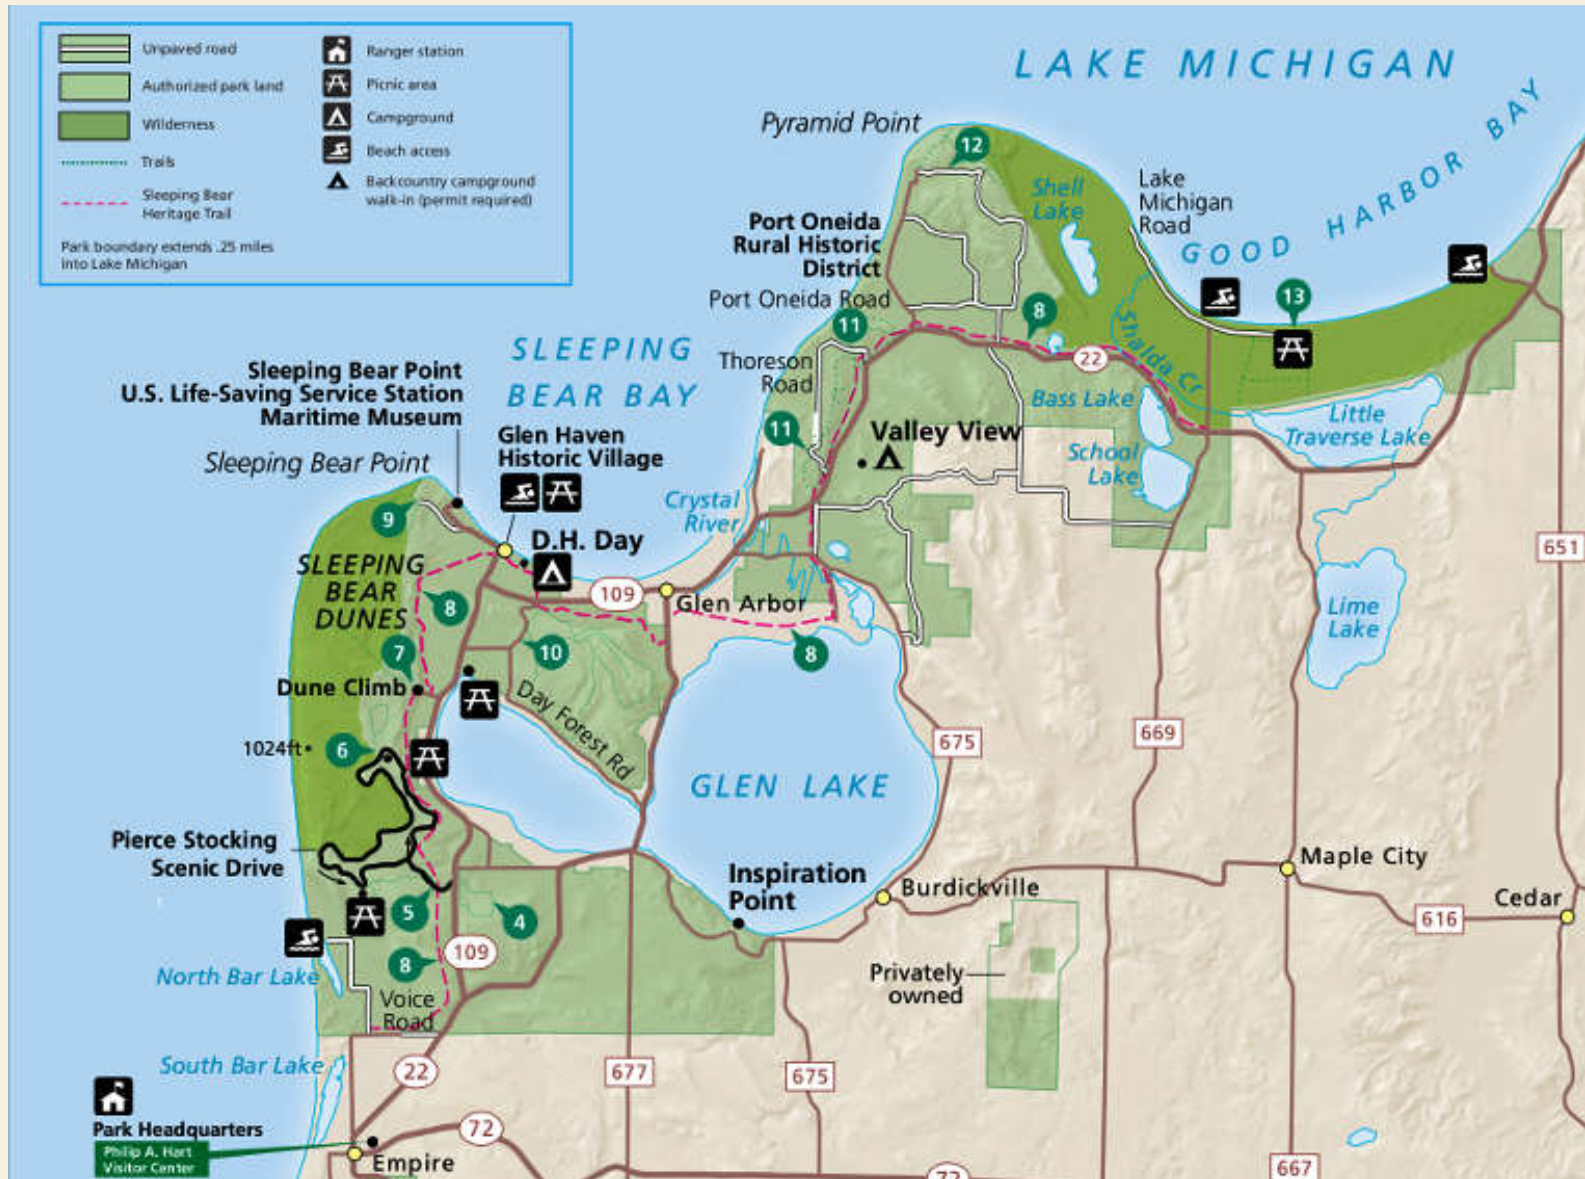 Unpaved road
Authorized park land
Wilderness
Trails
Sleeping Bear
Heritage Trail
Park boundary extends .25 miles
into Lake Michigan
Ranger station
Picnic area
Campground
Beach access
Backcountry campground
walk-in (permit required)
LAKE MICHIGAN
GOOD HARBOR BAY
Pyramid Point
12
Shell
Lake
Lake
Michigan
Road
Port Oneida
Rural Historic
District
Port Oneida Road
11
8
13
22
Shalda Cr
Thoreson
Road
Bass Lake
Little
Traverse Lake
SLEEPING
BEAR BAY
Sleeping Bear Point
U.S. Life-Saving Service Station
Maritime Museum
Sleeping Bear Point
Glen Haven
Historic Village
11
Valley View
School
Lake
Crystal
River
9
D.H. Day
SLEEPING
BEAR
DUNES
109
Glen Arbor
651
Lime
Lake
8
7
10
8
Dune Climb
Day Forest Rd
1024ft
6
675
669
GLEN LAKE
Pierce Stocking
Scenic Drive
Inspiration
Point
Burdickville
Maple City
Cedar
616
5
4
109
8
North Bar Lake
Voice
Road
Privately
owned
South Bar Lake
22
677
675
Park Headquarters
Philip A. Hart
Visitor Center
72
Empire
72
667